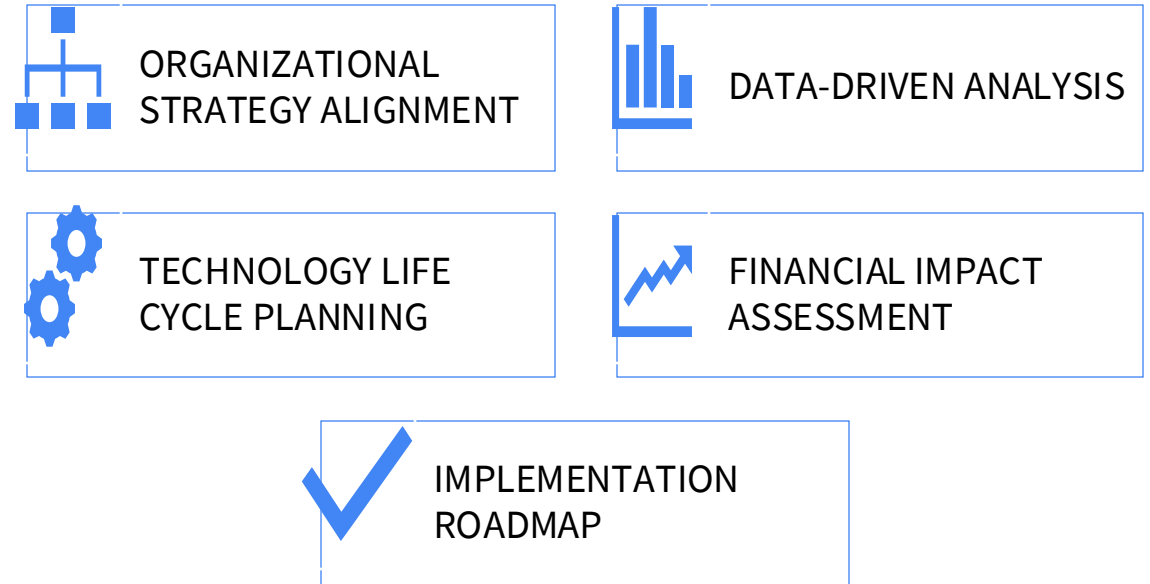 ORGANIZATIONAL
STRATEGY ALIGNMENT
DATA-DRIVEN ANALYSIS
TECHNOLOGY LIFE
CYCLE PLANNING
FINANCIAL IMPACT
ASSESSMENT
IMPLEMENTATION
ROADMAP